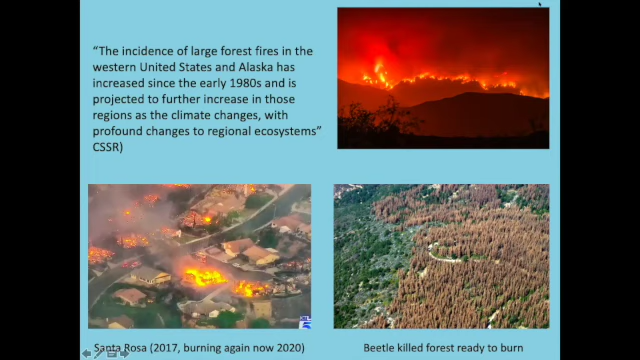 “The incidence of large forest fires in the
western United States and Alaska has
increased since the early 1980s and is
projected to further increase in those
regions as the climate changes, with
profound changes to regional ecosystems”
CSSR)
Santa Rosa (2017, burning again now 2020)
Beetle killed forest ready to burn